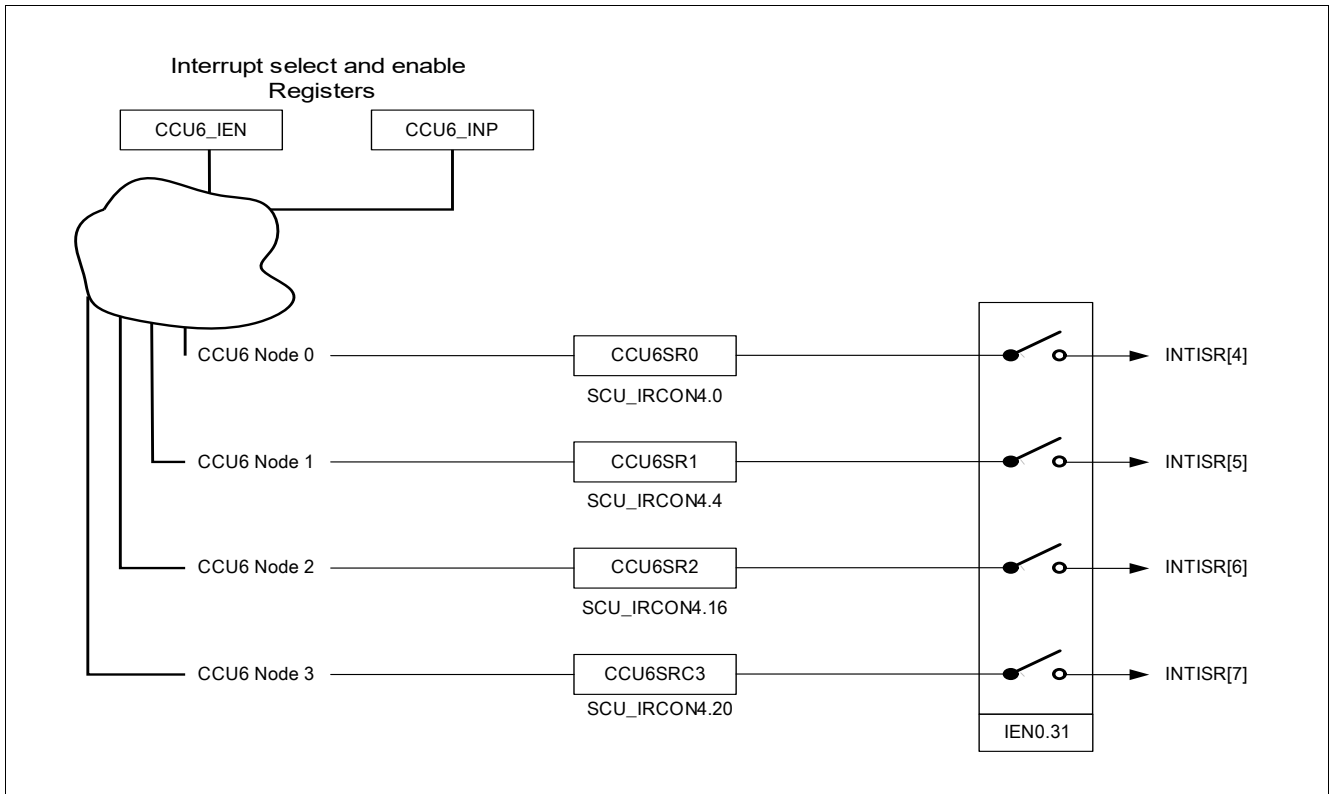 Interrupt select and enable
Registers
CCU6_IEN
CCU6_INP
CCU6 Node 0
CCU6SR0
INTISR[4]
SCU_IRCON4.0
CCU6 Node 1
CCU6SR1
INTISR[5]
SCU_IRCON4.4
CCU6 Node 2
CCU6SR2
INTISR[6]
SCU_IRCON4.16
CCU6 Node 3
CCU6SRC3
INTISR[7]
SCU_IRCON4.20
IEN0.31